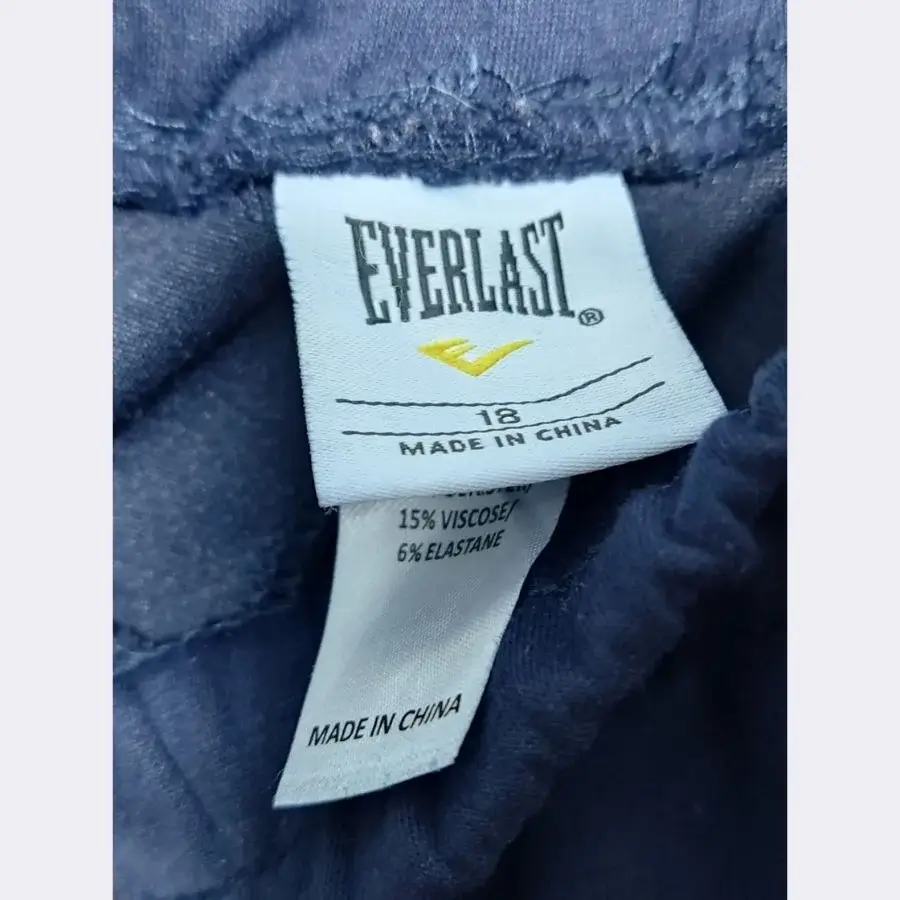 EVERLAST®
18
MADE IN CHINA
15% VISCOSE/
6% ELASTANE
MADE IN CHINA